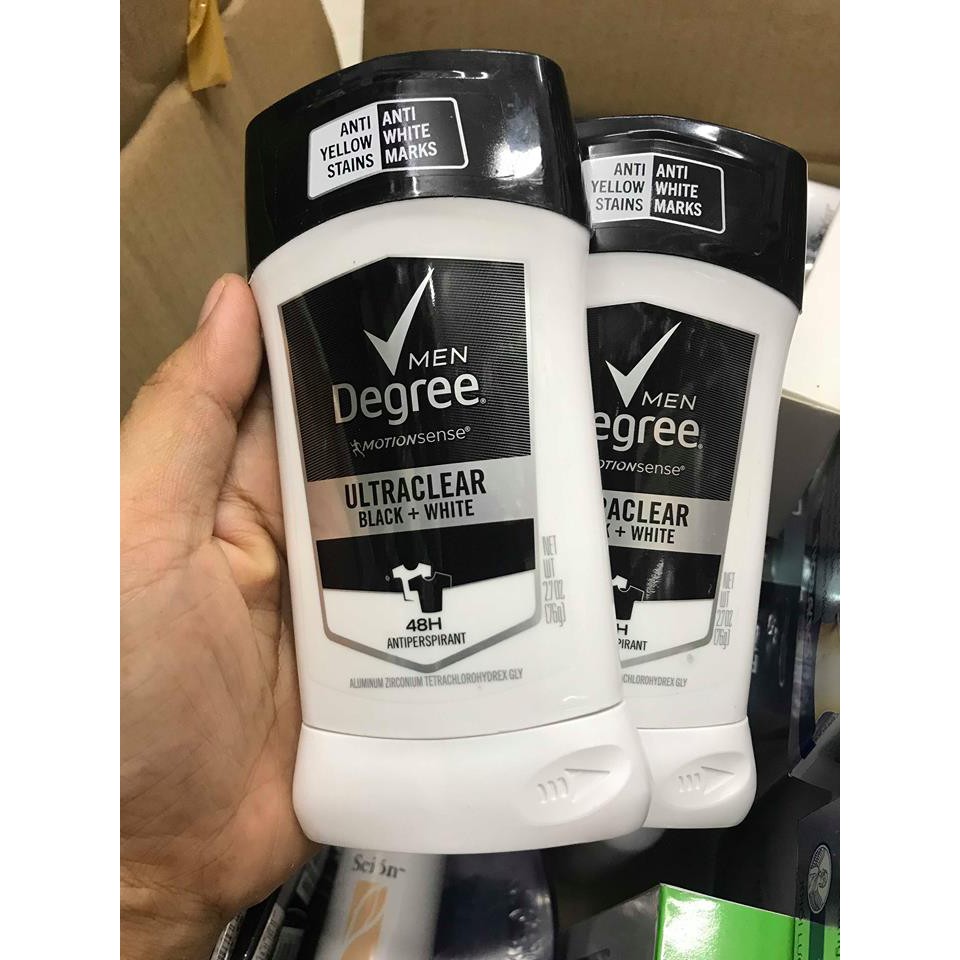 ANTI
YELLOW
STAINS
ANTI
WHITE
MARKS
MEN
Degree®
MOTIONsense®
ULTRACLEAR
BLACK + WHITE
NET
WT
2.7 OZ
(76g)
48H
ANTIPERSPIRANT
ALUMINUM ZIRCONIUM TETRACHLOROHYDREX GLY
ANTI
YELLOW
STAINS
ANTI
WHITE
MARKS
MEN
egree®
OTIONsense®
RACLEAR
K + WHITE
NET
WT
2.7 OZ
(76g)
H
PIRANT
CHLOROHYDREX GLY